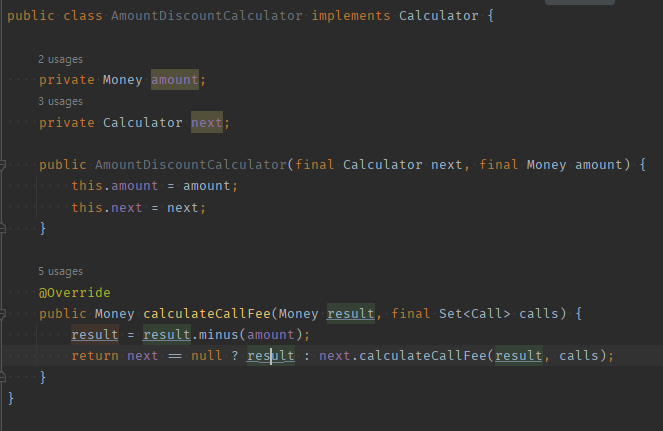 public class AmountDiscountCalculator implements Calculator {
2 usages
private Money amount;
3 usages
private Calculator next;
public AmountDiscountCalculator(final Calculator next, final Money amount) {
this.amount = amount;
this.next = next;
}
5 usages
@Override
public Money calculateCallFee(Money result, final Set<Call> calls) {
result = result.minus(amount);
return next == null ? result : next.calculateCallFee(result, calls);
}
}